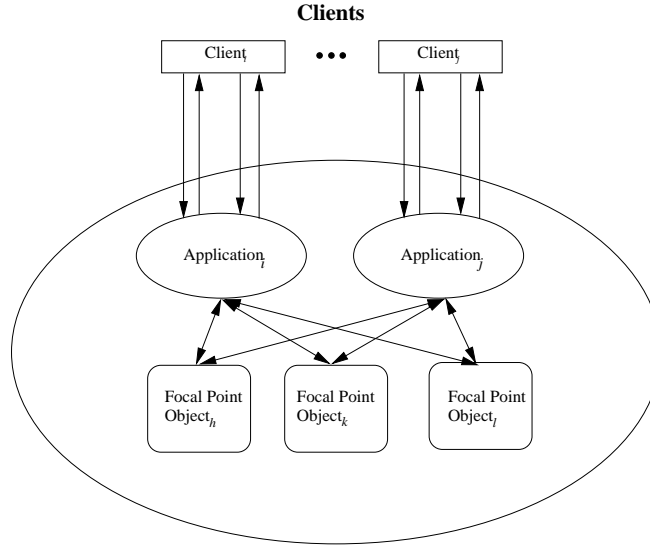 Clients
Client_i
Client_j
Application_i
Application_j
Focal Point
Object_h
Focal Point
Object_k
Focal Point
Object_l